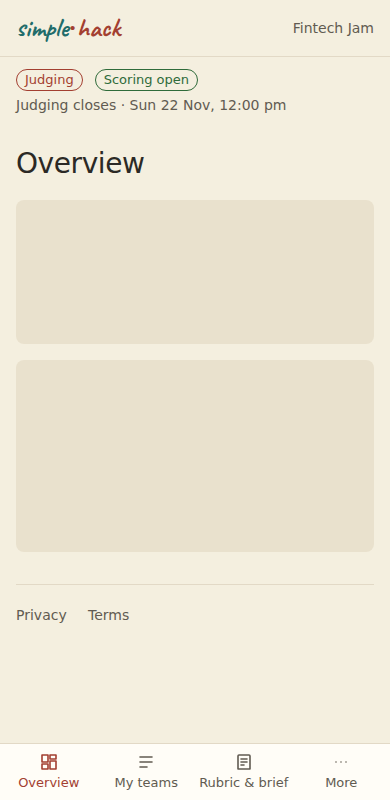 simple·hack
Fintech Jam
Judging
Scoring open
Judging closes · Sun 22 Nov, 12:00 pm
Overview
Privacy
Terms
Overview
My teams
Rubric & brief
More